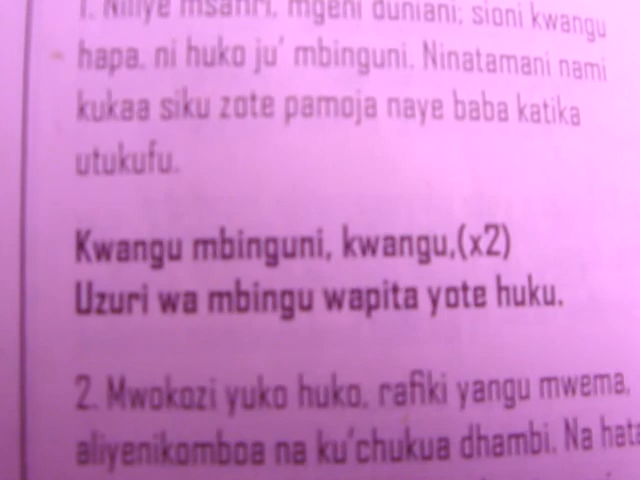 1. Niliye msafiri, mgeni duniani; sioni kwangu
hapa, ni huko ju' mbinguni. Ninatamani nami
kukaa siku zote pamoja naye baba katika
utukufu.
Kwangu mbinguni, kwangu,(x2)
Uzuri wa mbingu wapita yote huku.
2. Mwokozi yuko huko, rafiki yangu mwema,
aliyenikomboa na ku'chukua dhambi. Na hata